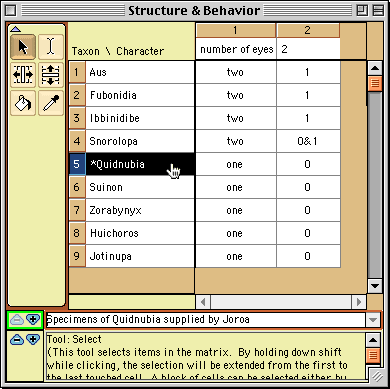 Structure & Behavior
1 2
Taxon \ Character number of eyes 2
1 Aus two 1
2 Fubonidia two 1
3 Ibbinidibe two 1
4 Snorolopa two 0&1
5 *Quidnubia one 0
6 Suinon one 0
7 Zorabynyx one 0
8 Huichoros one 0
9 Jotinupa one 0
Specimens of Quidnubia supplied by Joroa
Tool: Select
(This tool selects items in the matrix. By holding down shift
while clicking, the selection will be extended from the first to
the last touched cell. A block of cells can be selected either by